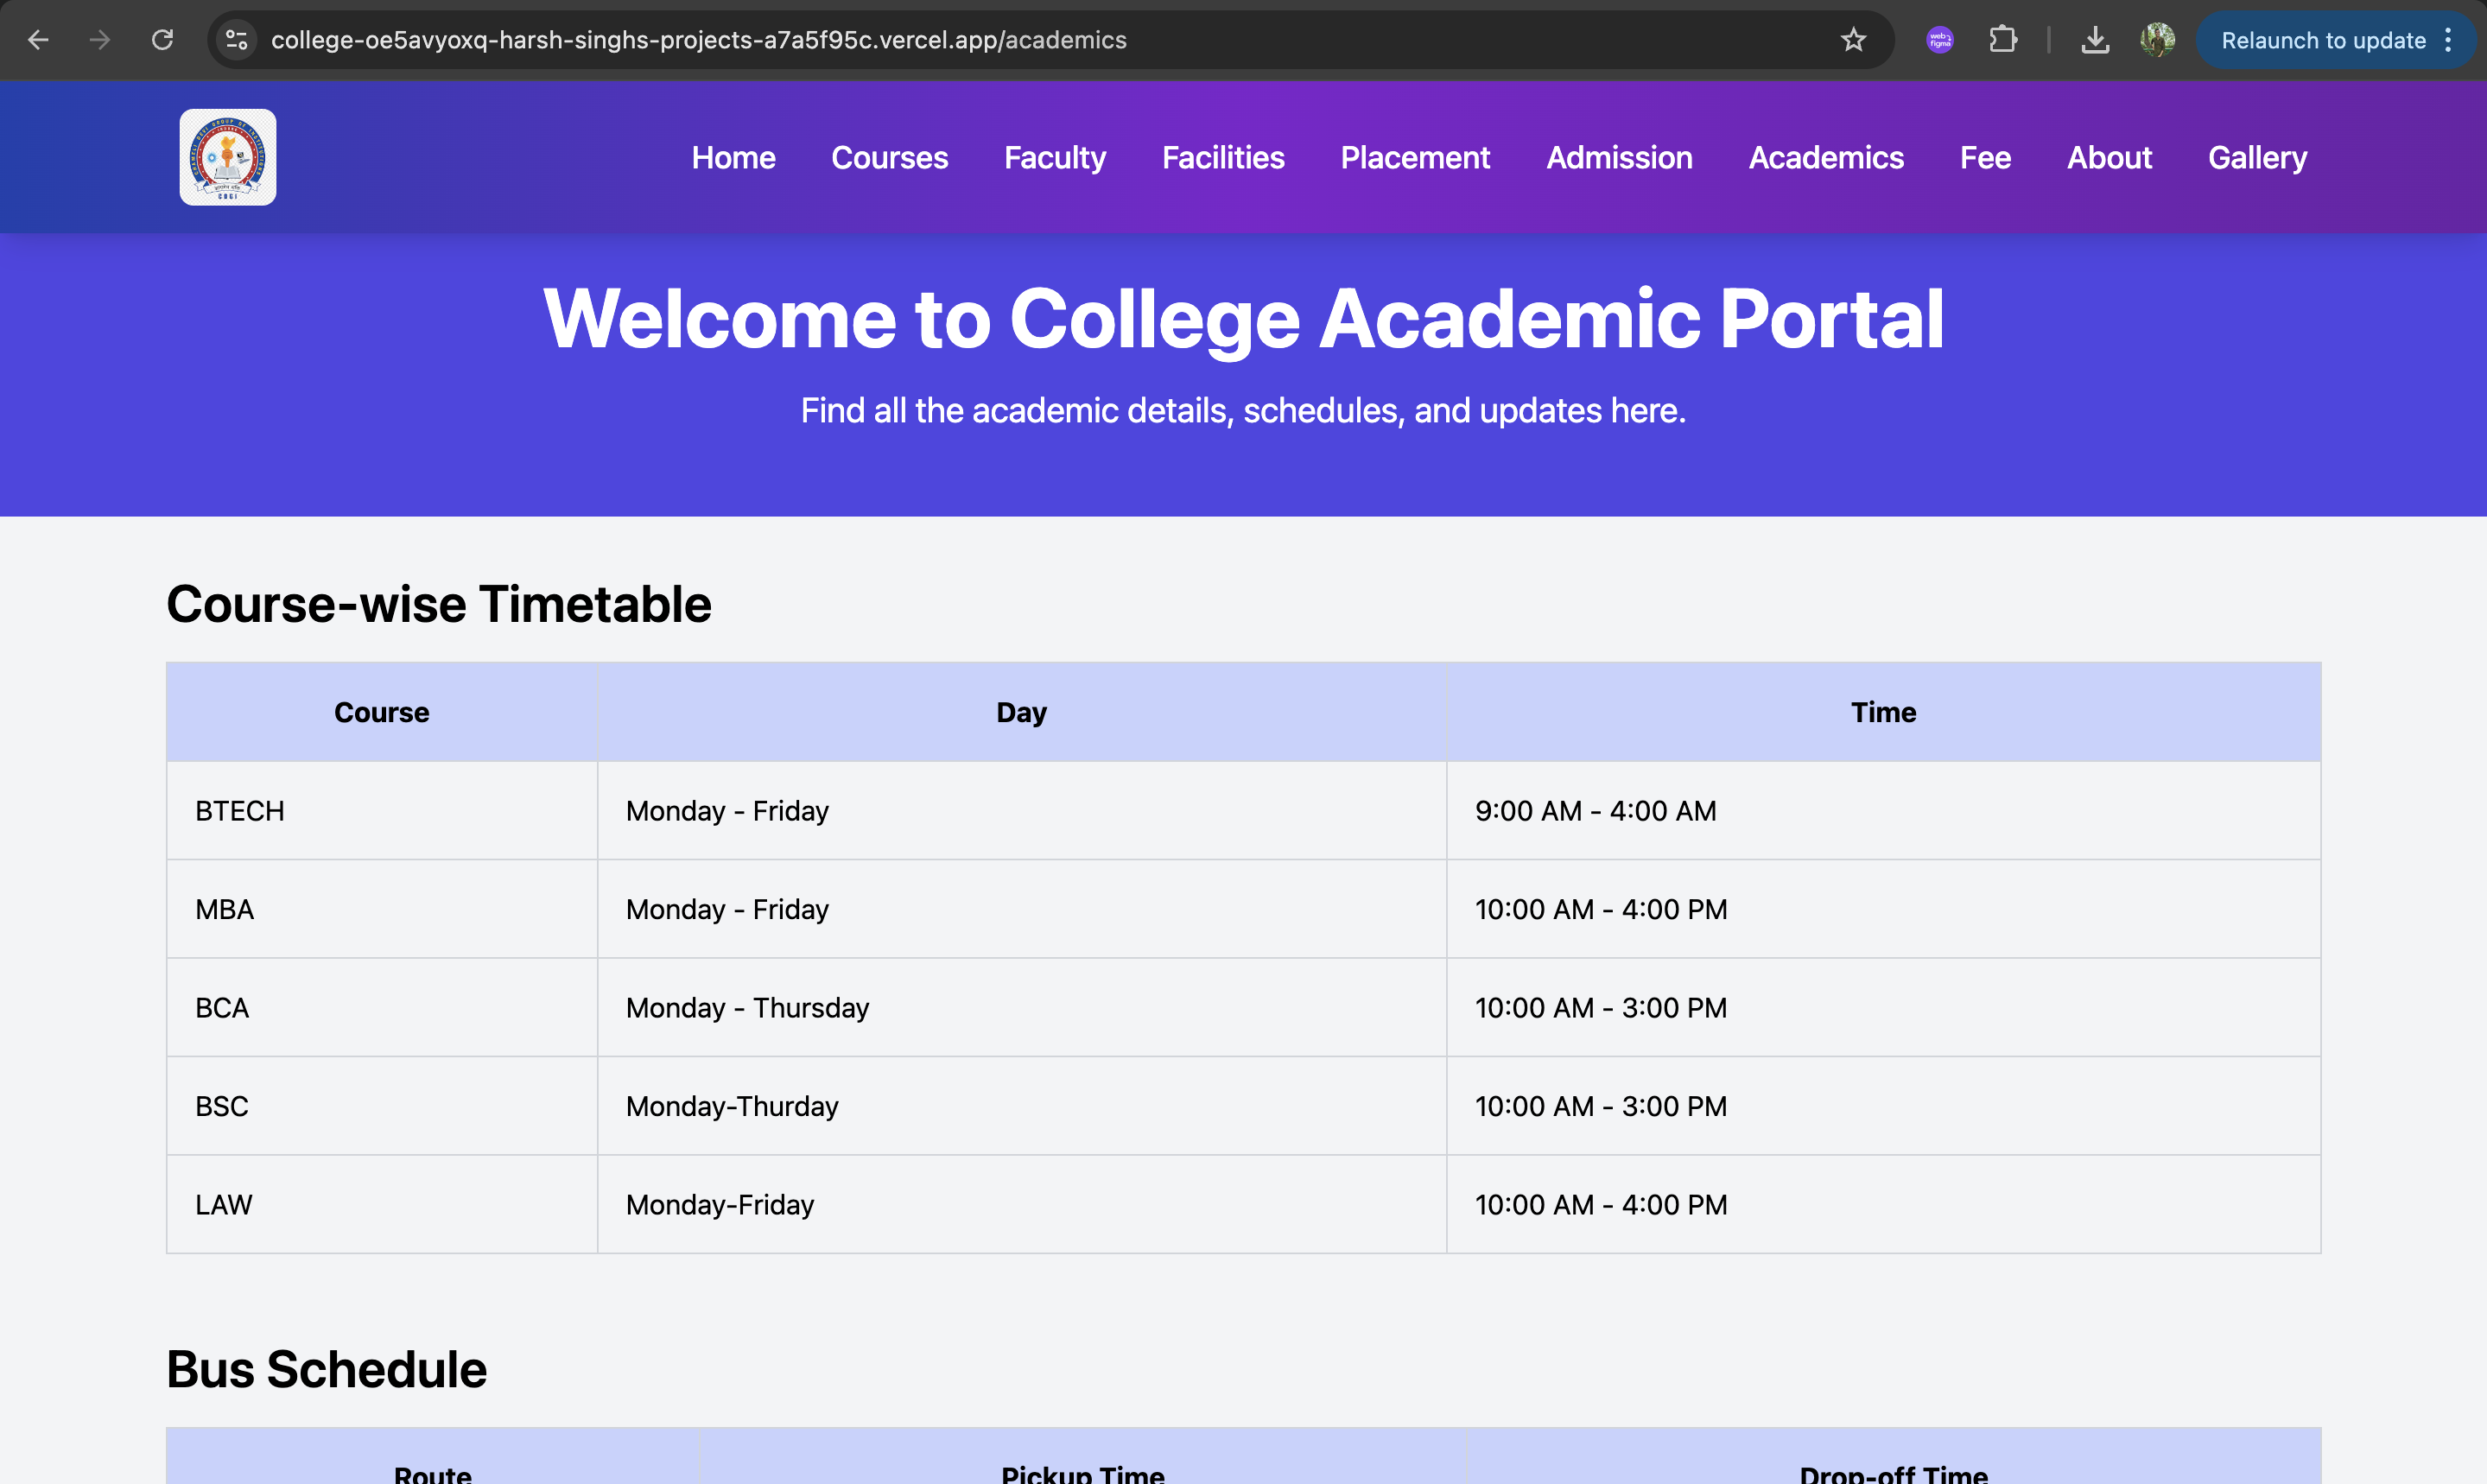 college-oe5avyoxq-harsh-singhs-projects-a7a5f95c.vercel.app/academics
web
figma
Relaunch to update
CBGI
Home Courses Faculty Facilities Placement Admission Academics Fee About Gallery
Welcome to College Academic Portal
Find all the academic details, schedules, and updates here.
Course-wise Timetable
Course Day Time
BTECH Monday - Friday 9:00 AM - 4:00 AM
MBA Monday - Friday 10:00 AM - 4:00 PM
BCA Monday - Thursday 10:00 AM - 3:00 PM
BSC Monday-Thurday 10:00 AM - 3:00 PM
LAW Monday-Friday 10:00 AM - 4:00 PM
Bus Schedule
Route Pickup Time Drop-off Time